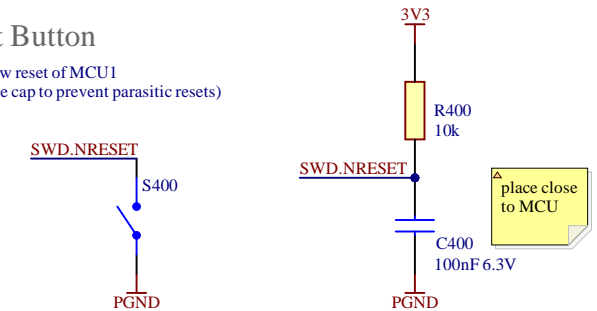 t Button
w reset of MCU1
e cap to prevent parasitic resets)
SWD.NRESET
S400
PGND
3V3
R400
10k
SWD.NRESET
C400
100nF 6.3V
PGND
place close
to MCU